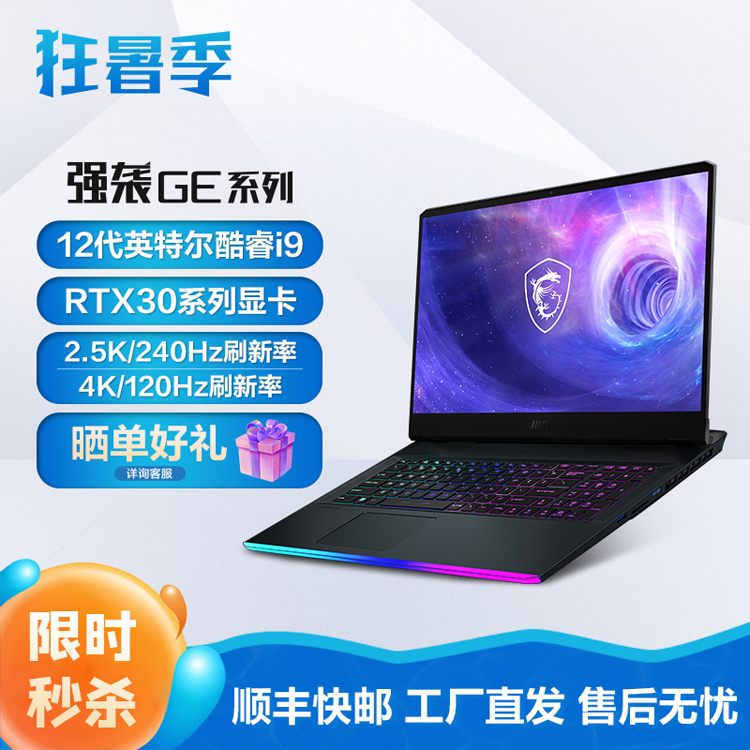 狂暑季
强袭GE系列
12代英特尔酷睿i9
RTX30系列显卡
2.5K/240Hz刷新率
4K/120Hz刷新率
晒单好礼
详询客服
msi
限时
秒杀
顺丰快邮 工厂直发 售后无忧